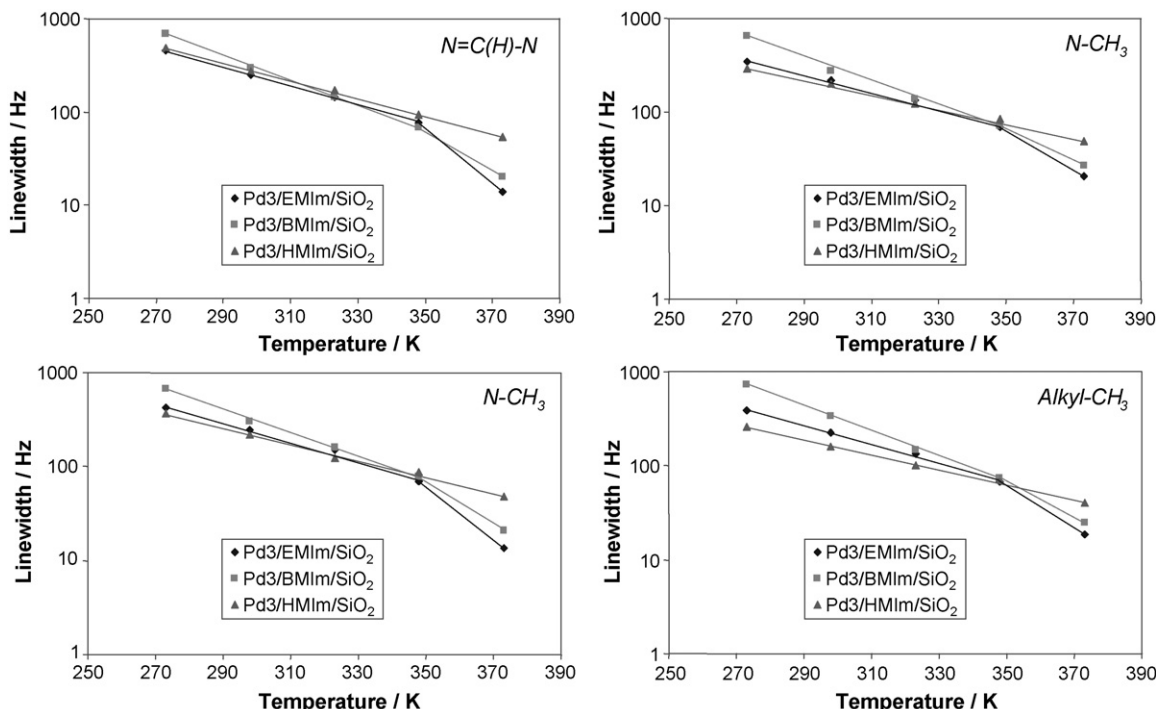 1000
100
10
1
Linewidth / Hz
N=C(H)-N
Pd3/EMIm/SiO₂
Pd3/BMIm/SiO₂
Pd3/HMIm/SiO₂
250 270 290 310 330 350 370 390
Temperature / K
1000
100
10
1
Linewidth / Hz
N-CH₃
Pd3/EMIm/SiO₂
Pd3/BMIm/SiO₂
Pd3/HMIm/SiO₂
250 270 290 310 330 350 370 390
Temperature / K
1000
100
10
1
Linewidth / Hz
N-CH₃
Pd3/EMIm/SiO₂
Pd3/BMIm/SiO₂
Pd3/HMIm/SiO₂
250 270 290 310 330 350 370 390
Temperature / K
1000
100
10
1
Linewidth / Hz
Alkyl-CH₃
Pd3/EMIm/SiO₂
Pd3/BMIm/SiO₂
Pd3/HMIm/SiO₂
250 270 290 310 330 350 370 390
Temperature / K